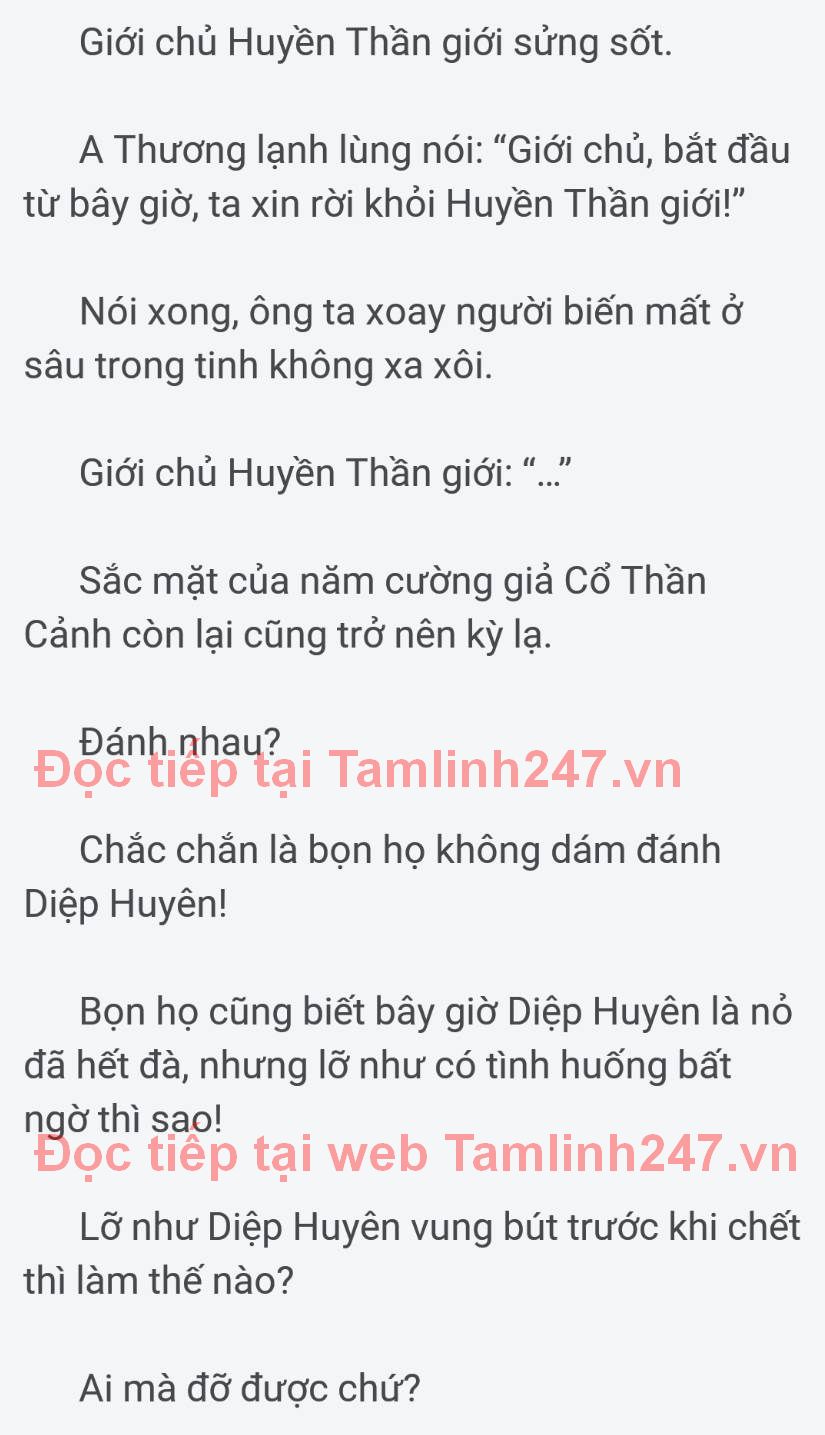 Giới chủ Huyền Thần giới sửng sốt.
A Thương lạnh lùng nói: “Giới chủ, bắt đầu
từ bây giờ, ta xin rời khỏi Huyền Thần giới!”
Nói xong, ông ta xoay người biến mất ở
sâu trong tinh không xa xôi.
Giới chủ Huyền Thần giới: “...”
Sắc mặt của năm cường giả Cổ Thần
Cảnh còn lại cũng trở nên kỳ lạ.
Đánh nhau?
Đọc tiếp tại Tamlinh247.vn
Chắc chắn là bọn họ không dám đánh
Diệp Huyên!
Bọn họ cũng biết bây giờ Diệp Huyên là nỏ
đã hết đà, nhưng lỡ như có tình huống bất
ngờ thì sao!
Đọc tiếp tại web Tamlinh247.vn
Lỡ như Diệp Huyên vung bút trước khi chết
thì làm thế nào?
Ai mà đỡ được chứ?